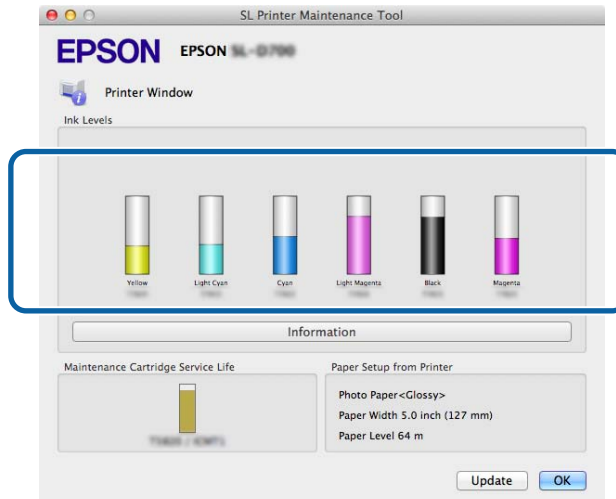 SL Printer Maintenance Tool
EPSON EPSON
Printer Window
Ink Levels
Yellow Light Cyan Cyan Light Magenta Black Magenta
Information
Maintenance Cartridge Service Life Paper Setup from Printer
Photo Paper<Glossy>
Paper Width 5.0 inch (127 mm)
Paper Level 64 m
Update OK